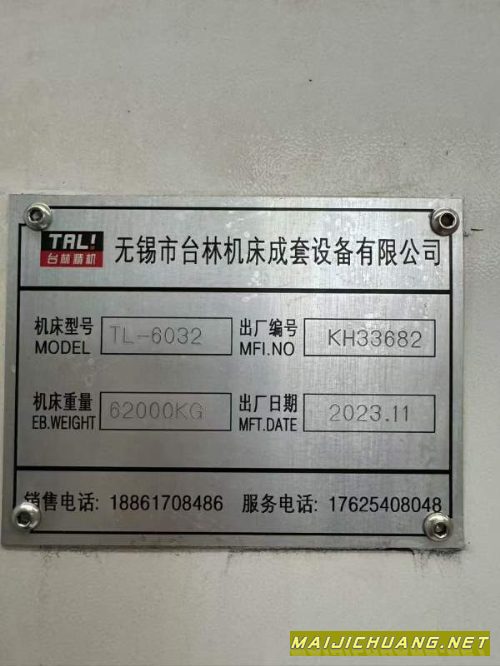 TALI 无锡市台林机床成套设备有限公司
台林精机
机床型号 TL-6032 出厂编号 KH33682
MODEL MFI.NO
机床重量 62000KG 出厂日期 2023.11
EB.WEIGHT MFT.DATE
销售电话: 18861708486 服务电话: 17625408048
MAIJICHUANG.NET